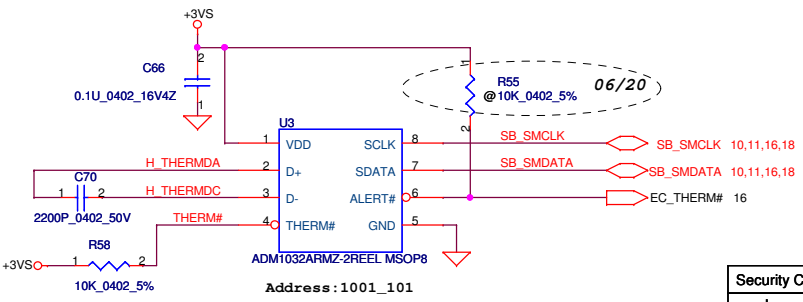 +3VS
C66
2
1
0.1U_0402_16V4Z
1
R55
@10K_0402_5%
2
06/20
U3
1 VDD
SCLK 8
SB_SMCLK
SB_SMCLK 10,11,16,18
H_THERMDA
2 D+
SDATA 7
SB_SMDATA
SB_SMDATA 10,11,16,18
C70
1 2
H_THERMDC
3 D-
ALERT# 6
EC_THERM# 16
2200P_0402_50V
THERM#
4 THERM#
GND 5
R58
+3VS
1 2
10K_0402_5%
ADM1032ARMZ-2REEL MSOP8
Address:1001_101
Security C